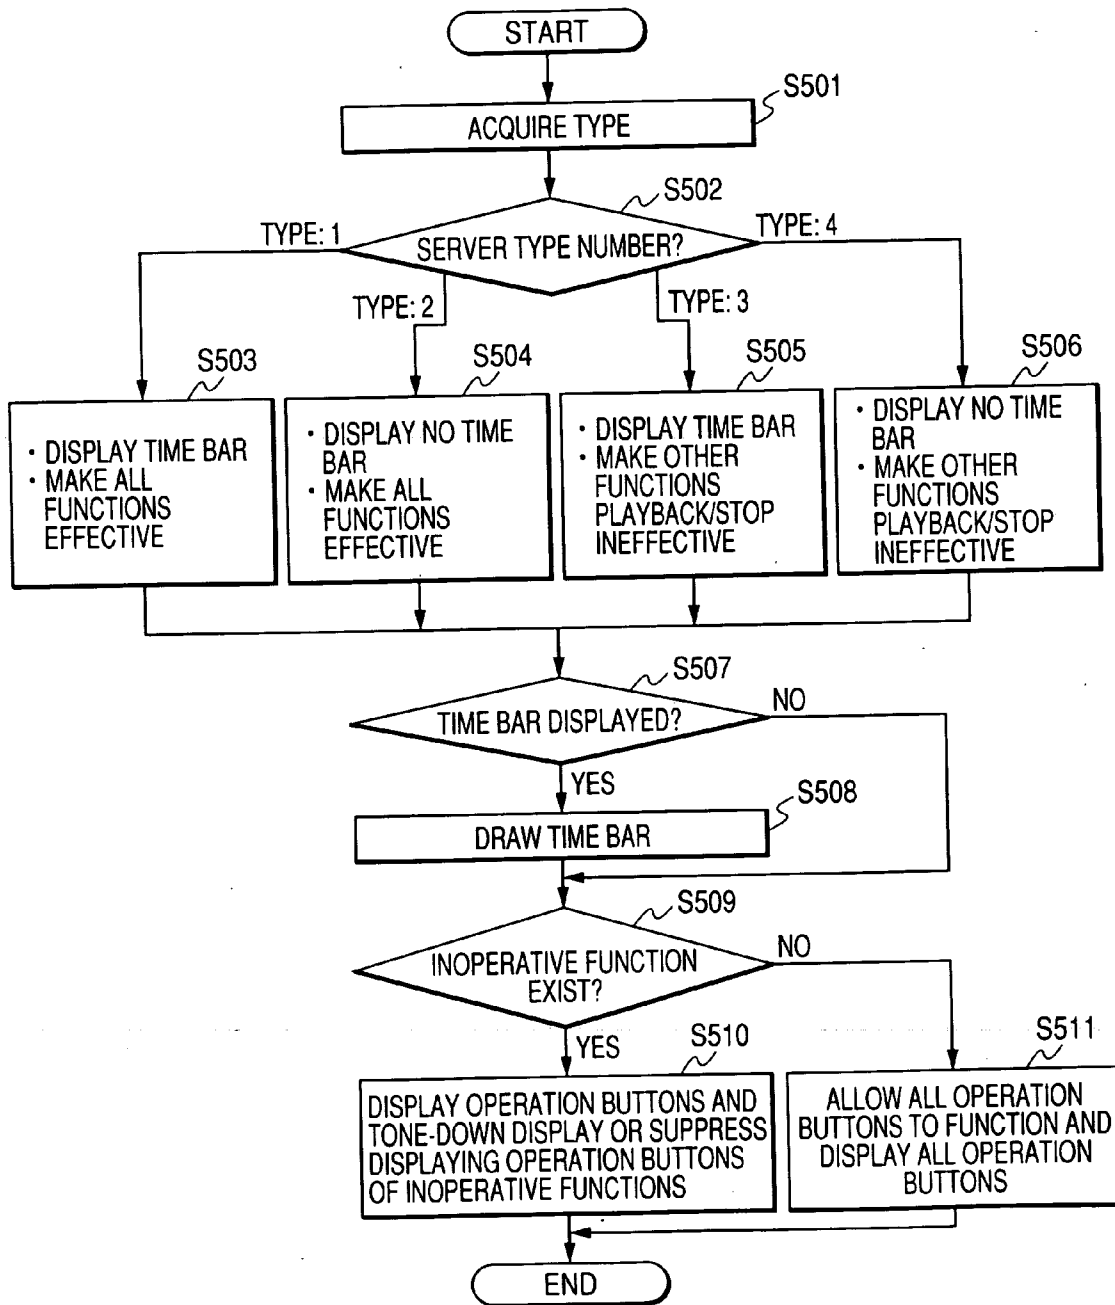 START
S501
ACQUIRE TYPE
S502
TYPE: 1
SERVER TYPE NUMBER?
TYPE: 4
TYPE: 2
TYPE: 3
S503
· DISPLAY TIME BAR
· MAKE ALL
FUNCTIONS
EFFECTIVE
S504
· DISPLAY NO TIME
BAR
· MAKE ALL
FUNCTIONS
EFFECTIVE
S505
· DISPLAY TIME BAR
· MAKE OTHER
FUNCTIONS
PLAYBACK/STOP
INEFFECTIVE
S506
· DISPLAY NO TIME
BAR
· MAKE OTHER
FUNCTIONS
PLAYBACK/STOP
INEFFECTIVE
S507
TIME BAR DISPLAYED?
NO
YES
S508
DRAW TIME BAR
S509
INOPERATIVE FUNCTION
EXIST?
NO
YES
S510
DISPLAY OPERATION BUTTONS AND
TONE-DOWN DISPLAY OR SUPPRESS
DISPLAYING OPERATION BUTTONS
OF INOPERATIVE FUNCTIONS
S511
ALLOW ALL OPERATION
BUTTONS TO FUNCTION AND
DISPLAY ALL OPERATION
BUTTONS
END